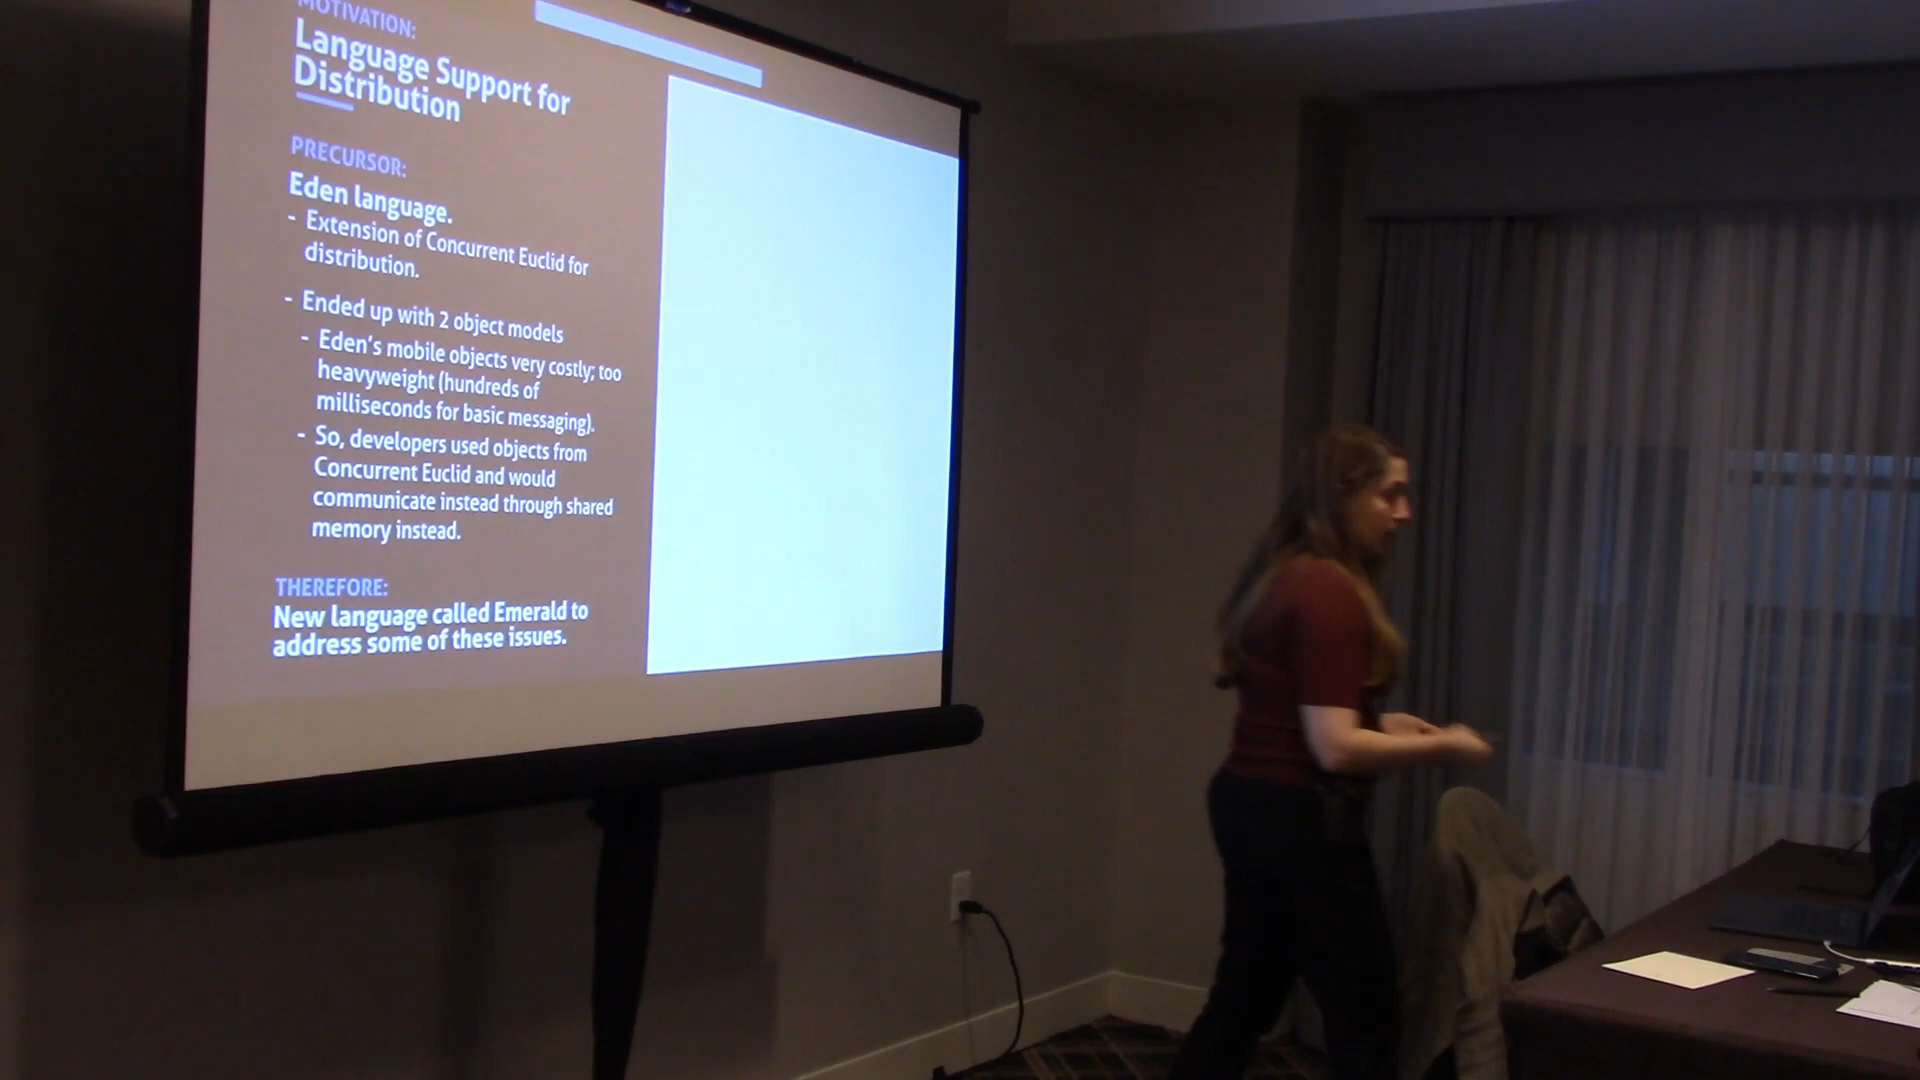 MOTIVATION:
Language Support for
Distribution
PRECURSOR:
Eden language.
- Extension of Concurrent Euclid for
distribution.
- Ended up with 2 object models
- Eden's mobile objects very costly; too
heavyweight (hundreds of
milliseconds for basic messaging).
- So, developers used objects from
Concurrent Euclid and would
communicate instead through shared
memory instead.
THEREFORE:
New language called Emerald to
address some of these issues.